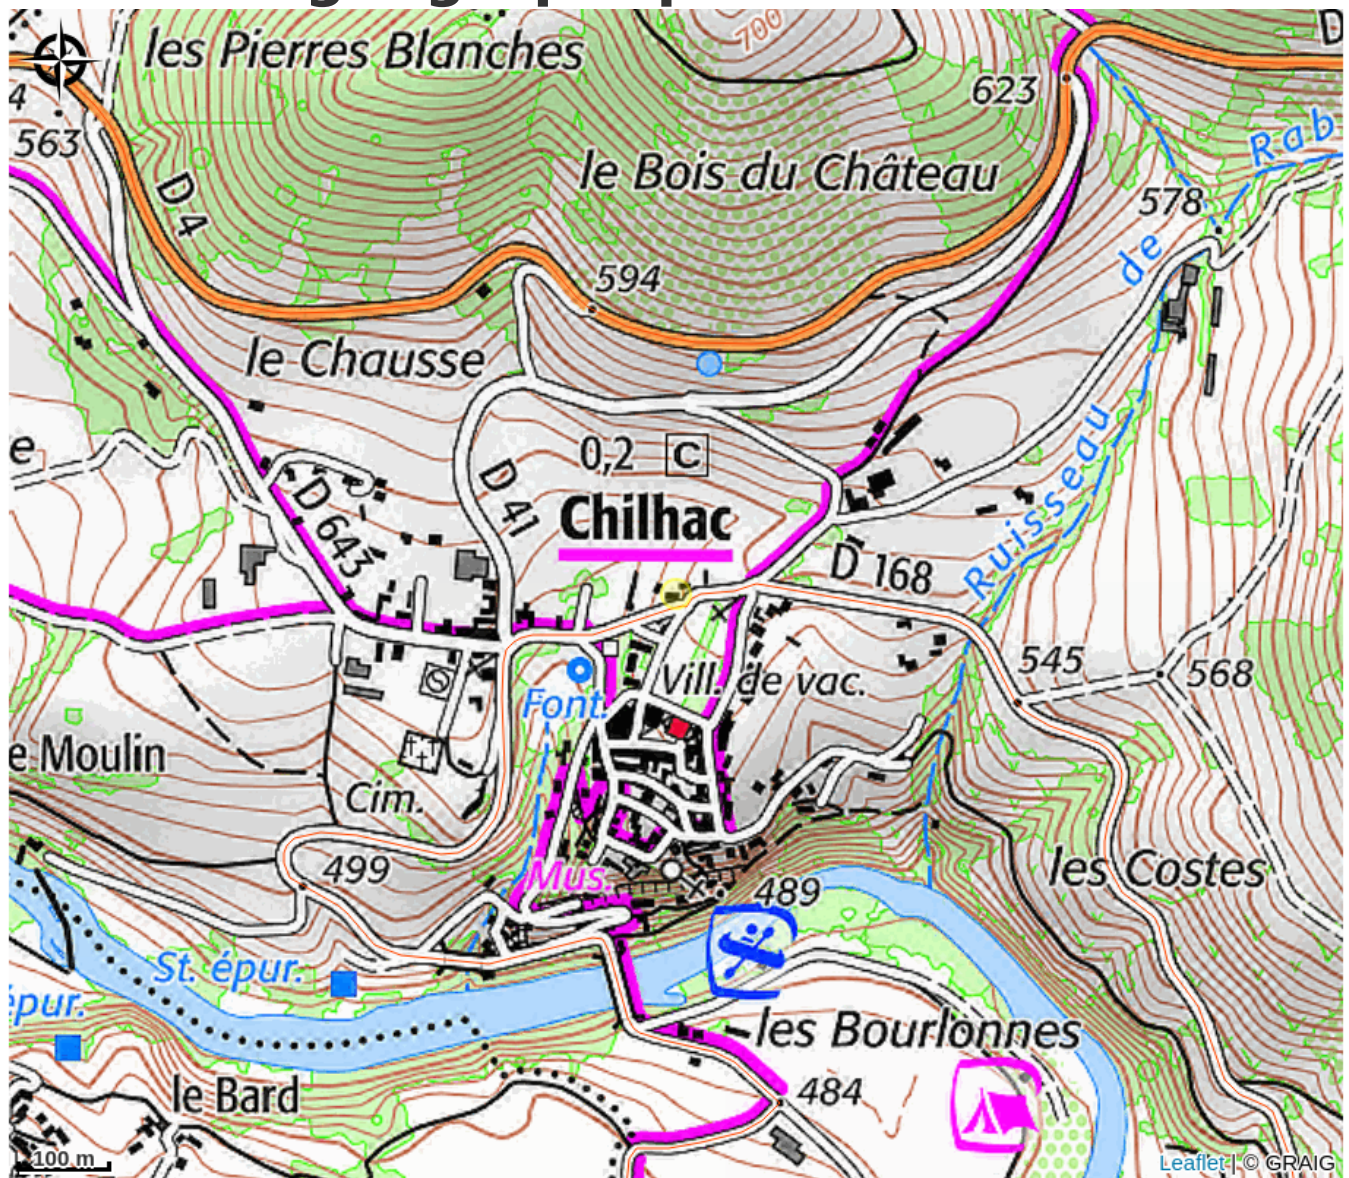 les Pierres Blanches
700
D
4
563
623
D 4
le Bois du Château
Rab
578
de
594
le Chausse
e
0,2 C
D 41
Chilhac
D 643
D 168
Ruisseau
545
568
Vill. de vac.
Font.
e Moulin
Cim.
499
Mus.
489
les Costes
St. épur.
épur.
les Bourlonnes
le Bard
484
100 m
Leaflet | © GRAIG